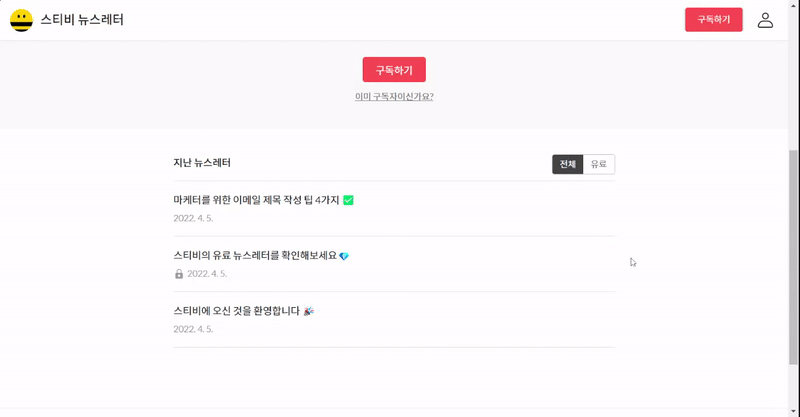 스티비 뉴스레터
구독하기
구독하기
이미 구독자이신가요?
지난 뉴스레터
전체 유료
마케터를 위한 이메일 제목 작성 팁 4가지 ✅
2022. 4. 5.
스티비의 유료 뉴스레터를 확인해보세요 💎
2022. 4. 5.
스티비에 오신 것을 환영합니다 🎉
2022. 4. 5.